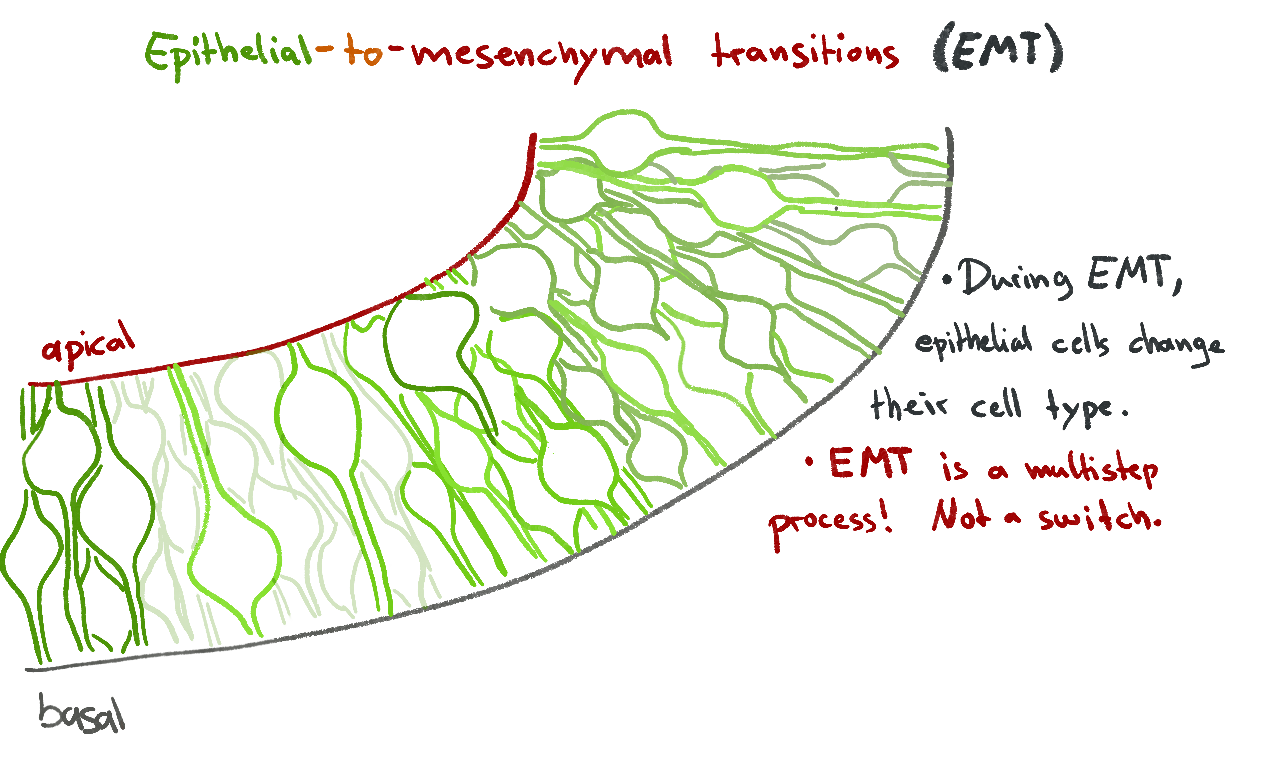 Epithelial-to-mesenchymal transitions (EMT)
apical
• During EMT,
epithelial cells change
their cell type.
• EMT is a multistep
process! Not a switch.
basal